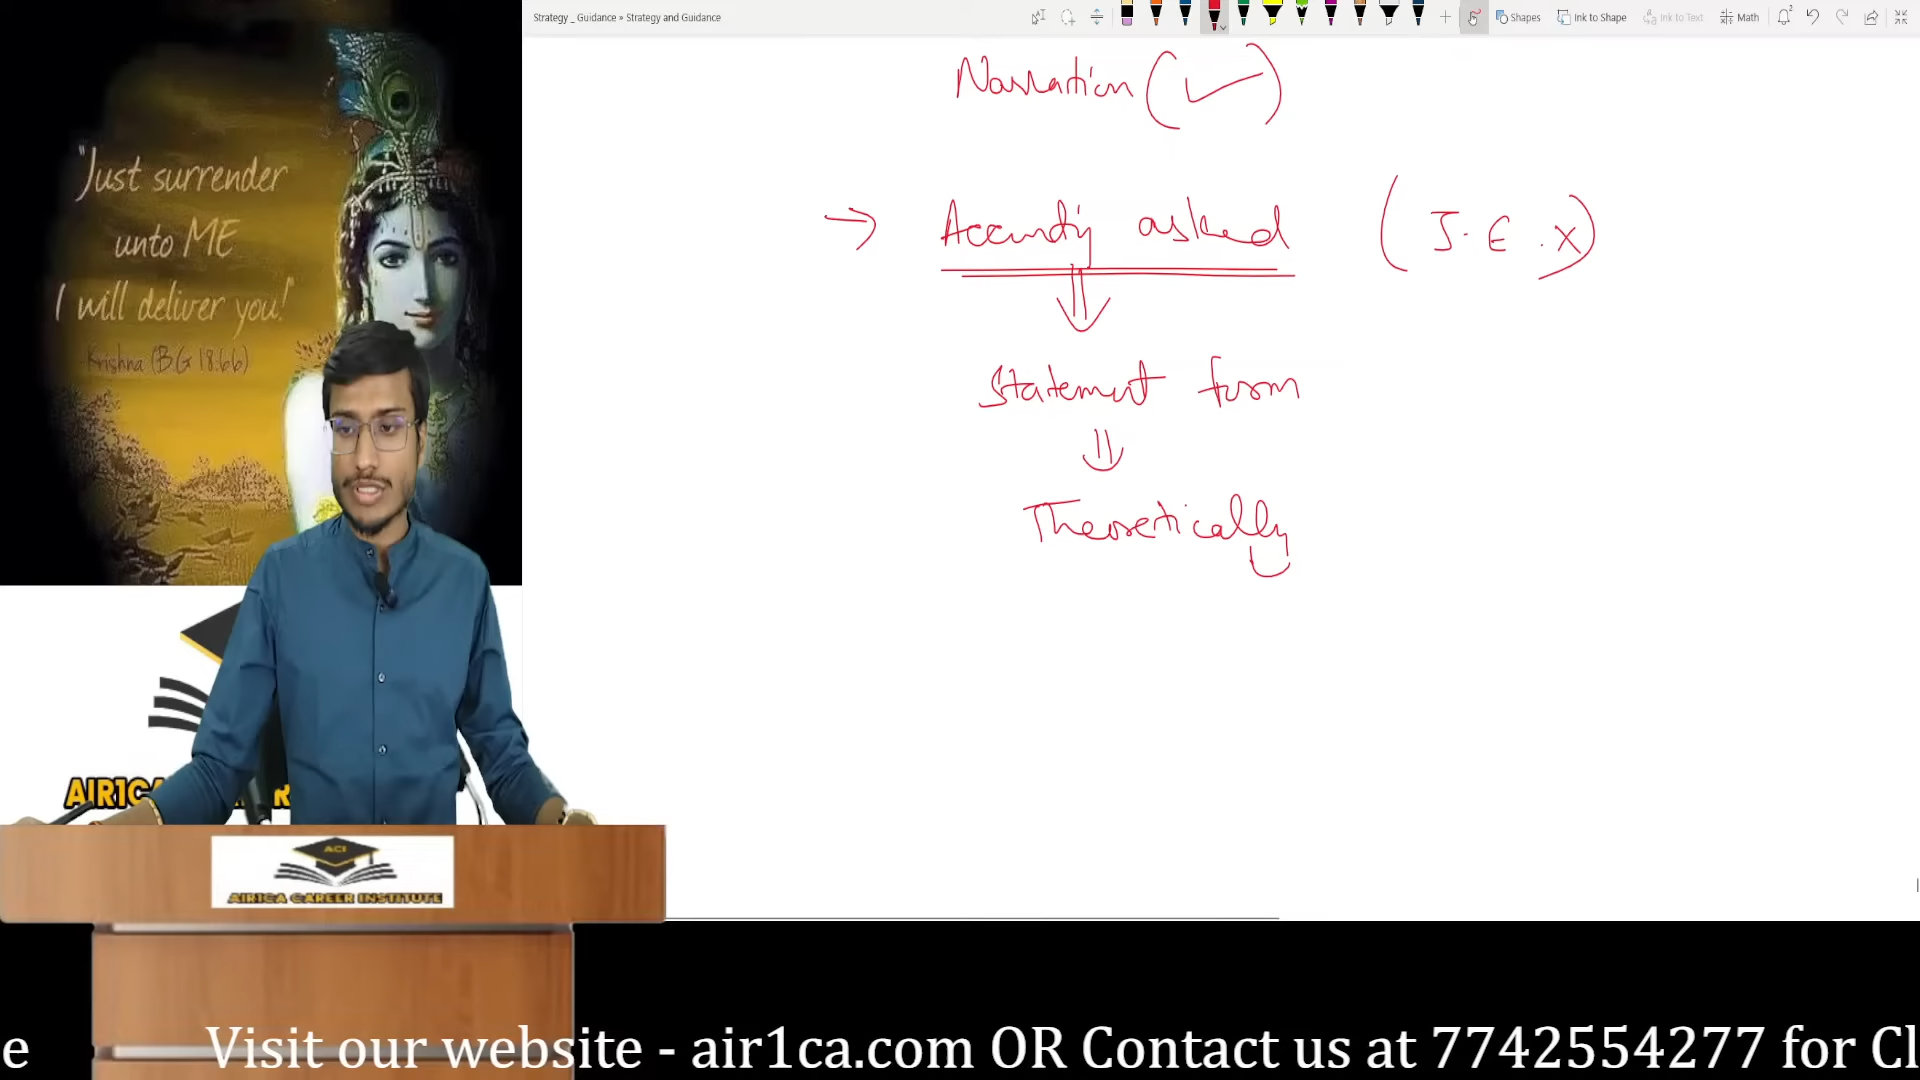 Strategy _ Guidance » Strategy and Guidance
Shapes
Ink to Shape
Ink to Text
Math
Narration (✓)
→ Accounting asked (J.E.X)
Statement form
Theoretically
"Just surrender
unto ME
I will deliver you!"
Krishna (B.G 18:66)
ACI
AIR1CA CAREER INSTITUTE
e Visit our website - air1ca.com OR Contact us at 7742554277 for Cl